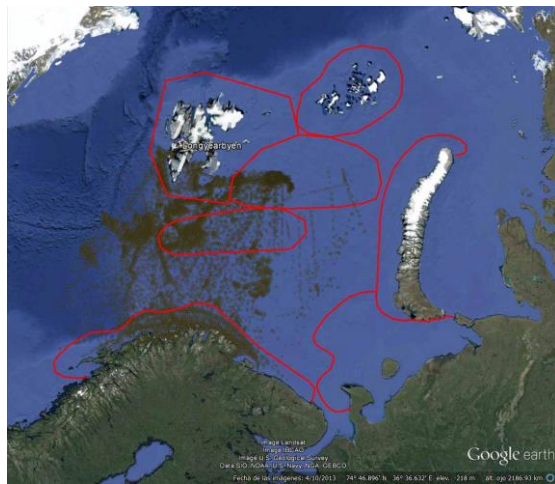 Longyearbyen
Image Landsat
Image IBCAO
Image U.S. Geological Survey
Data SIO, NOAA, U.S. Navy, NGA, GEBCO
Google earth
Fecha de las imágenes: 4/10/2013 74° 46.896' N 36° 36.632' E elev. -218 m alt. ojo 2186.93 km